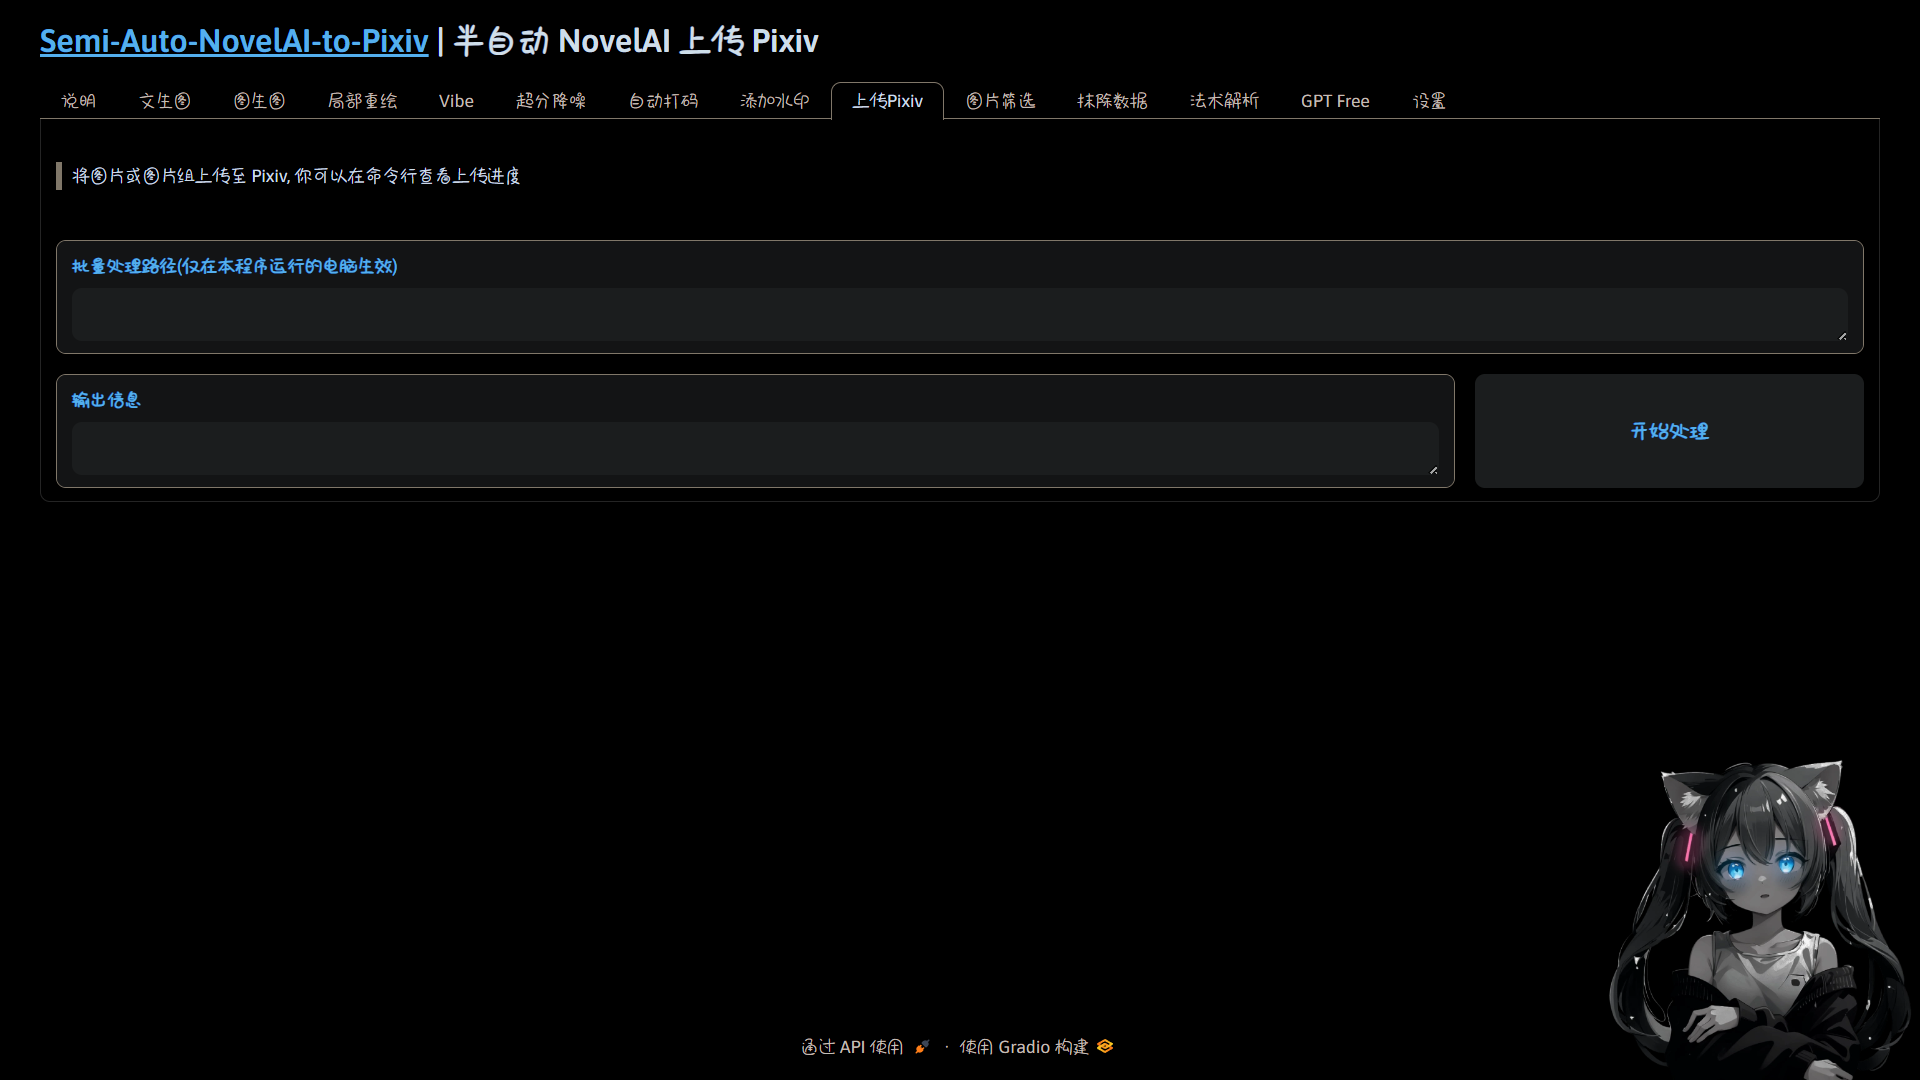 Semi-Auto-NovelAI-to-Pixiv | 半自动 NovelAI 上传 Pixiv
说明 文生图 图生图 局部重绘 Vibe 超分降噪 自动打码 添加水印 上传Pixiv 图片筛选 抹除数据 法术解析 GPT Free 设置
将图片或图片组上传至 Pixiv, 你可以在命令行查看上传进度
批量处理路径(仅在本程序运行的电脑生效)
输出信息
开始处理
通过 API 使用 · 使用 Gradio 构建